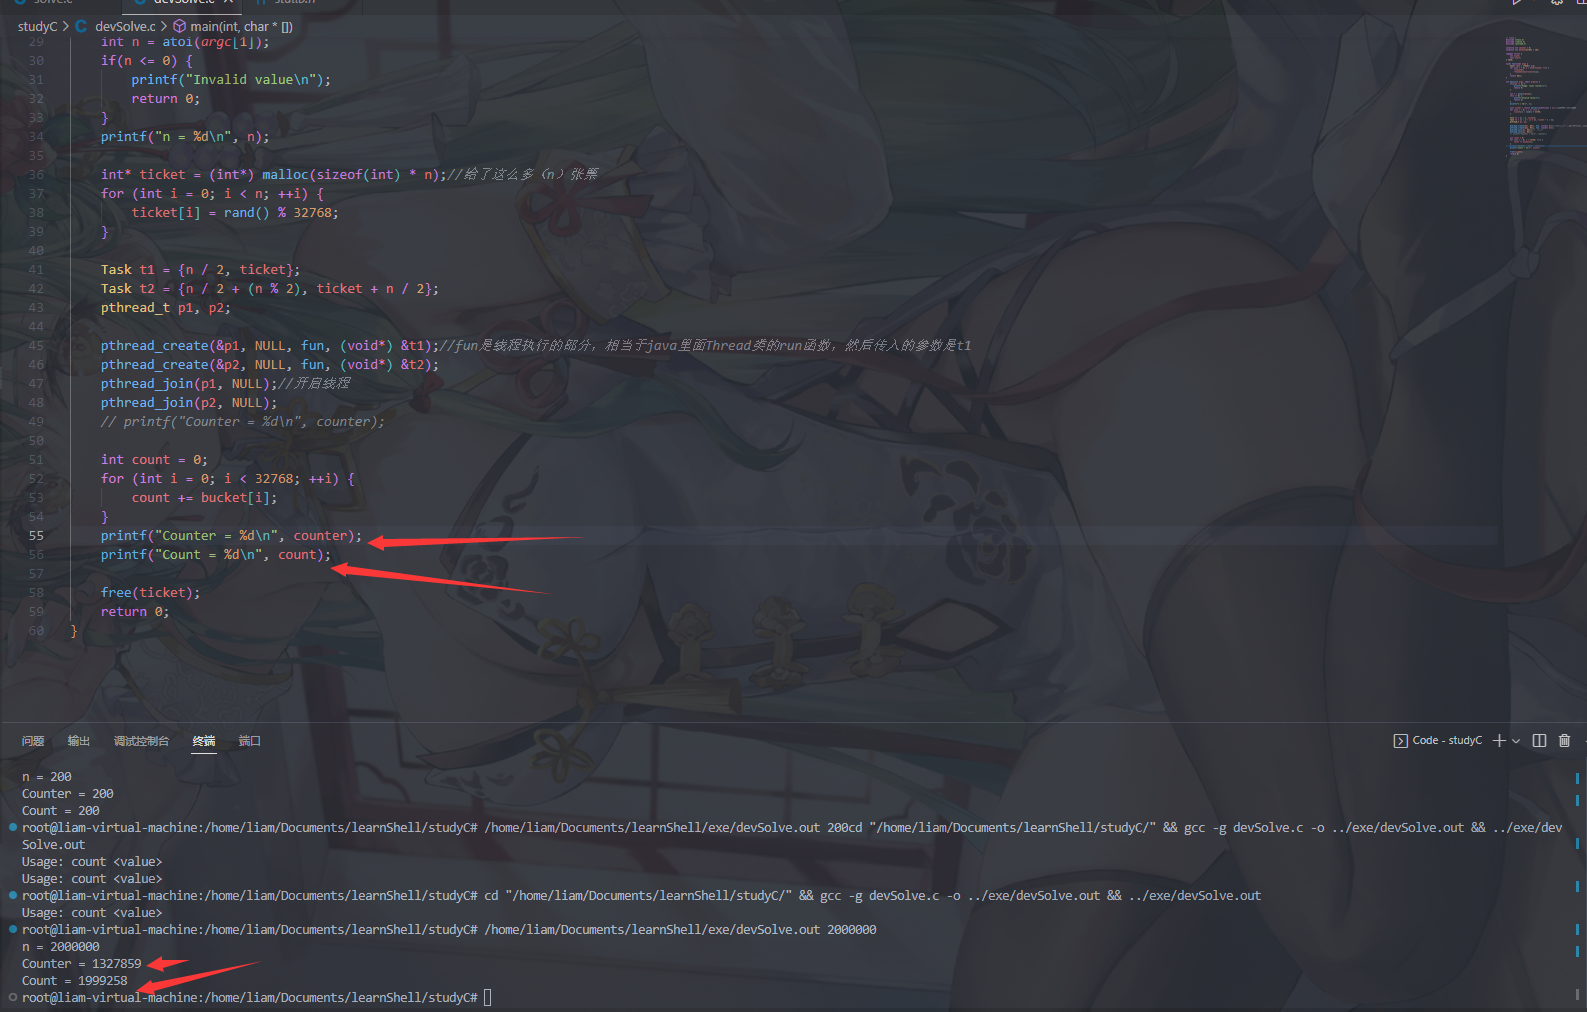 solve.c devSolve.c stdlib.h
studyC > C devSolve.c > main(int, char * [])
29 int n = atoi(argc[1]);
30 if(n <= 0) {
31 printf("Invalid value\n");
32 return 0;
33 }
34 printf("n = %d\n", n);
35
36 int* ticket = (int*) malloc(sizeof(int) * n);//给了这么多（n）张票
37 for (int i = 0; i < n; ++i) {
38 ticket[i] = rand() % 32768;
39 }
40
41 Task t1 = {n / 2, ticket};
42 Task t2 = {n / 2 + (n % 2), ticket + n / 2};
43 pthread_t p1, p2;
44
45 pthread_create(&p1, NULL, fun, (void*) &t1);//fun是线程执行的部分，相当于java里面Thread类的run函数，然后传入的参数是t1
46 pthread_create(&p2, NULL, fun, (void*) &t2);
47 pthread_join(p1, NULL);//开启线程
48 pthread_join(p2, NULL);
49 // printf("Counter = %d\n", counter);
50
51 int count = 0;
52 for (int i = 0; i < 32768; ++i) {
53 count += bucket[i];
54 }
55 printf("Counter = %d\n", counter);
56 printf("Count = %d\n", count);
57
58 free(ticket);
59 return 0;
60 }
问题 输出 调试控制台 终端 端口 Code - studyC
n = 200
Counter = 200
Count = 200
root@liam-virtual-machine:/home/liam/Documents/learnShell/studyC# /home/liam/Documents/learnShell/exe/devSolve.out 200cd "/home/liam/Documents/learnShell/studyC/" && gcc -g devSolve.c -o ../exe/devSolve.out && ../exe/dev
Solve.out
Usage: count <value>
Usage: count <value>
root@liam-virtual-machine:/home/liam/Documents/learnShell/studyC# cd "/home/liam/Documents/learnShell/studyC/" && gcc -g devSolve.c -o ../exe/devSolve.out && ../exe/devSolve.out
Usage: count <value>
root@liam-virtual-machine:/home/liam/Documents/learnShell/studyC# /home/liam/Documents/learnShell/exe/devSolve.out 2000000
n = 2000000
Counter = 1327859
Count = 1999258
root@liam-virtual-machine:/home/liam/Documents/learnShell/studyC#